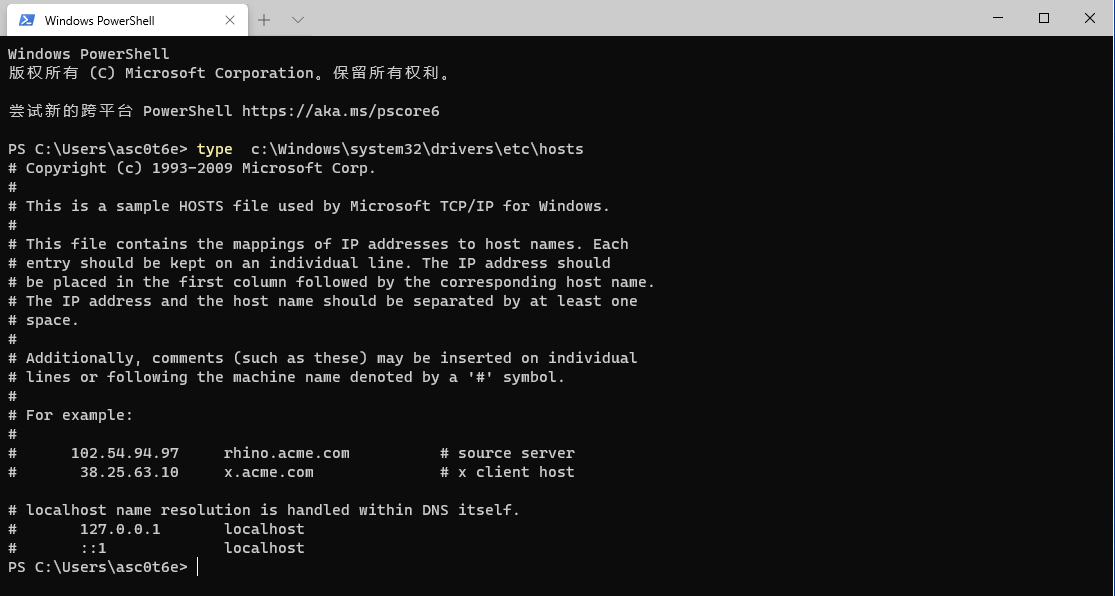 Windows PowerShell
Windows PowerShell
版权所有 (C) Microsoft Corporation。保留所有权利。
尝试新的跨平台 PowerShell https://aka.ms/pscore6
PS C:\Users\asc0t6e> type  c:\Windows\system32\drivers\etc\hosts
# Copyright (c) 1993-2009 Microsoft Corp.
#
# This is a sample HOSTS file used by Microsoft TCP/IP for Windows.
#
# This file contains the mappings of IP addresses to host names. Each
# entry should be kept on an individual line. The IP address should
# be placed in the first column followed by the corresponding host name.
# The IP address and the host name should be separated by at least one
# space.
#
# Additionally, comments (such as these) may be inserted on individual
# lines or following the machine name denoted by a '#' symbol.
#
# For example:
#
#      102.54.94.97     rhino.acme.com          # source server
#       38.25.63.10     x.acme.com              # x client host
# localhost name resolution is handled within DNS itself.
#       127.0.0.1       localhost
#       ::1             localhost
PS C:\Users\asc0t6e>